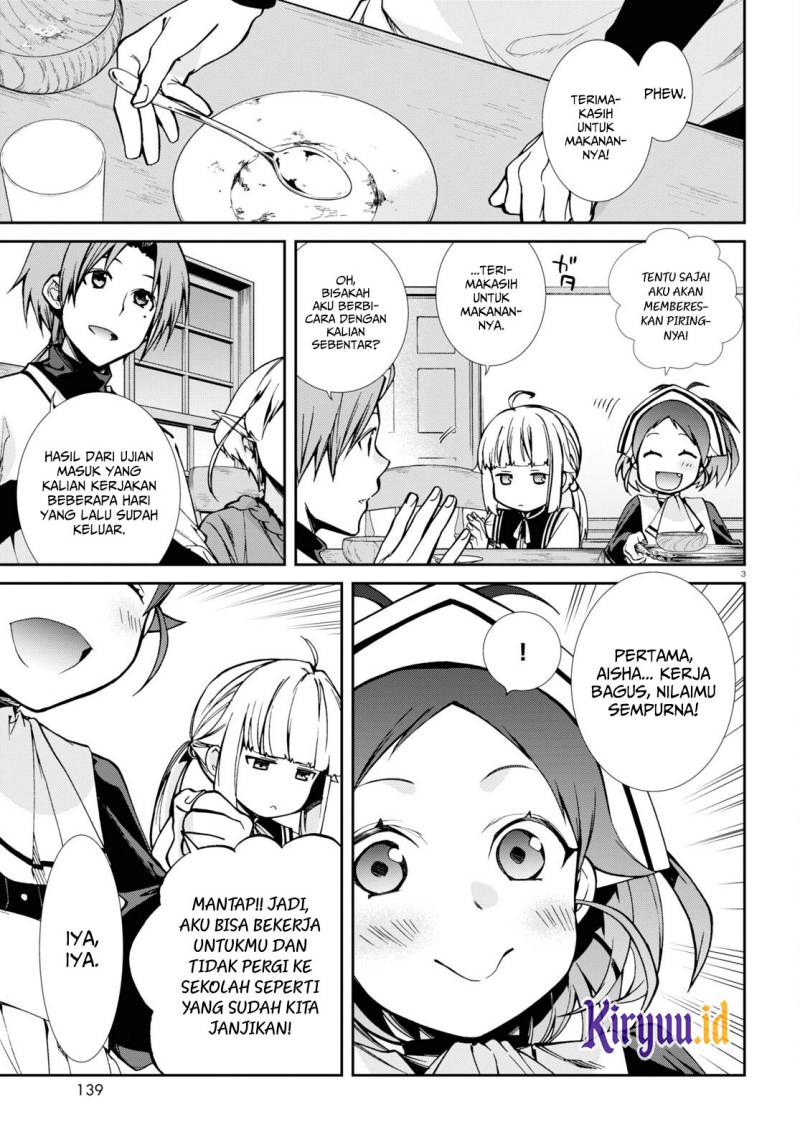 PHEW.
TERIMA-
KASIH
UNTUK
MAKANAN-
NYA!
TENTU SAJA!
AKU AKAN
MEMBERES-
KAN PIRING-
NYA!
ガタ
...TERI-
MAKASIH
UNTUK
MAKANAN-
NYA.
OH,
BISAKAH
AKU BERBI-
CARA DENGAN
KALIAN
SEBENTAR?
HASIL DARI UJIAN
MASUK YANG
KALIAN KERJAKAN
BEBERAPA HARI
YANG LALU SUDAH
KELUAR.
3
PERTAMA,
AISHA... KERJA
BAGUS, NILAIMU
SEMPURNA!
!
MANTAP!! JADI,
AKU BISA BEKERJA
UNTUKMU DAN
TIDAK PERGI KE
SEKOLAH SEPERTI
YANG SUDAH KITA
JANJIKAN!
IYA,
IYA.
Kiryuu.id
139